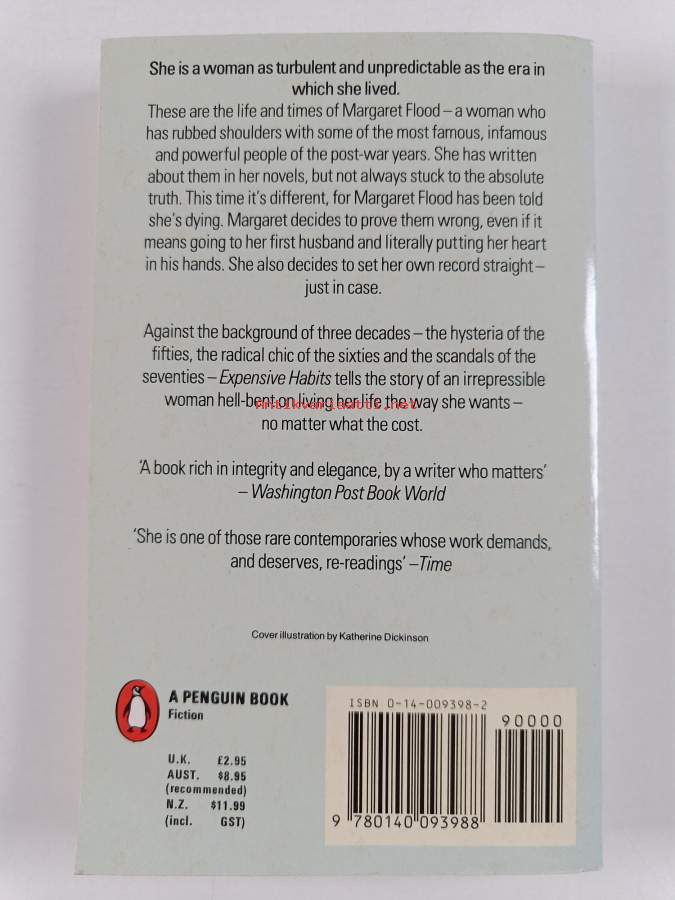 She is a woman as turbulent and unpredictable as the era in
which she lived.
These are the life and times of Margaret Flood – a woman who
has rubbed shoulders with some of the most famous, infamous
and powerful people of the post-war years. She has written
about them in her novels, but not always stuck to the absolute
truth. This time it's different, for Margaret Flood has been told
she's dying. Margaret decides to prove them wrong, even if it
means going to her first husband and literally putting her heart
in his hands. She also decides to set her own record straight –
just in case.
Against the background of three decades – the hysteria of the
fifties, the radical chic of the sixties and the scandals of the
seventies – Expensive Habits tells the story of an irrepressible
woman hell-bent on living her life the way she wants –
antikvariaatti.net
no matter what the cost.
'A book rich in integrity and elegance, by a writer who matters'
– Washington Post Book World
'She is one of those rare contemporaries whose work demands,
and deserves, re-readings' – Time
Cover illustration by Katherine Dickinson
A PENGUIN BOOK
Fiction
U.K. £2.95
AUST. $8.95
(recommended)
N.Z. $11.99
(incl. GST)
ISBN 0-14-009398-2
90000
9 780140 093988